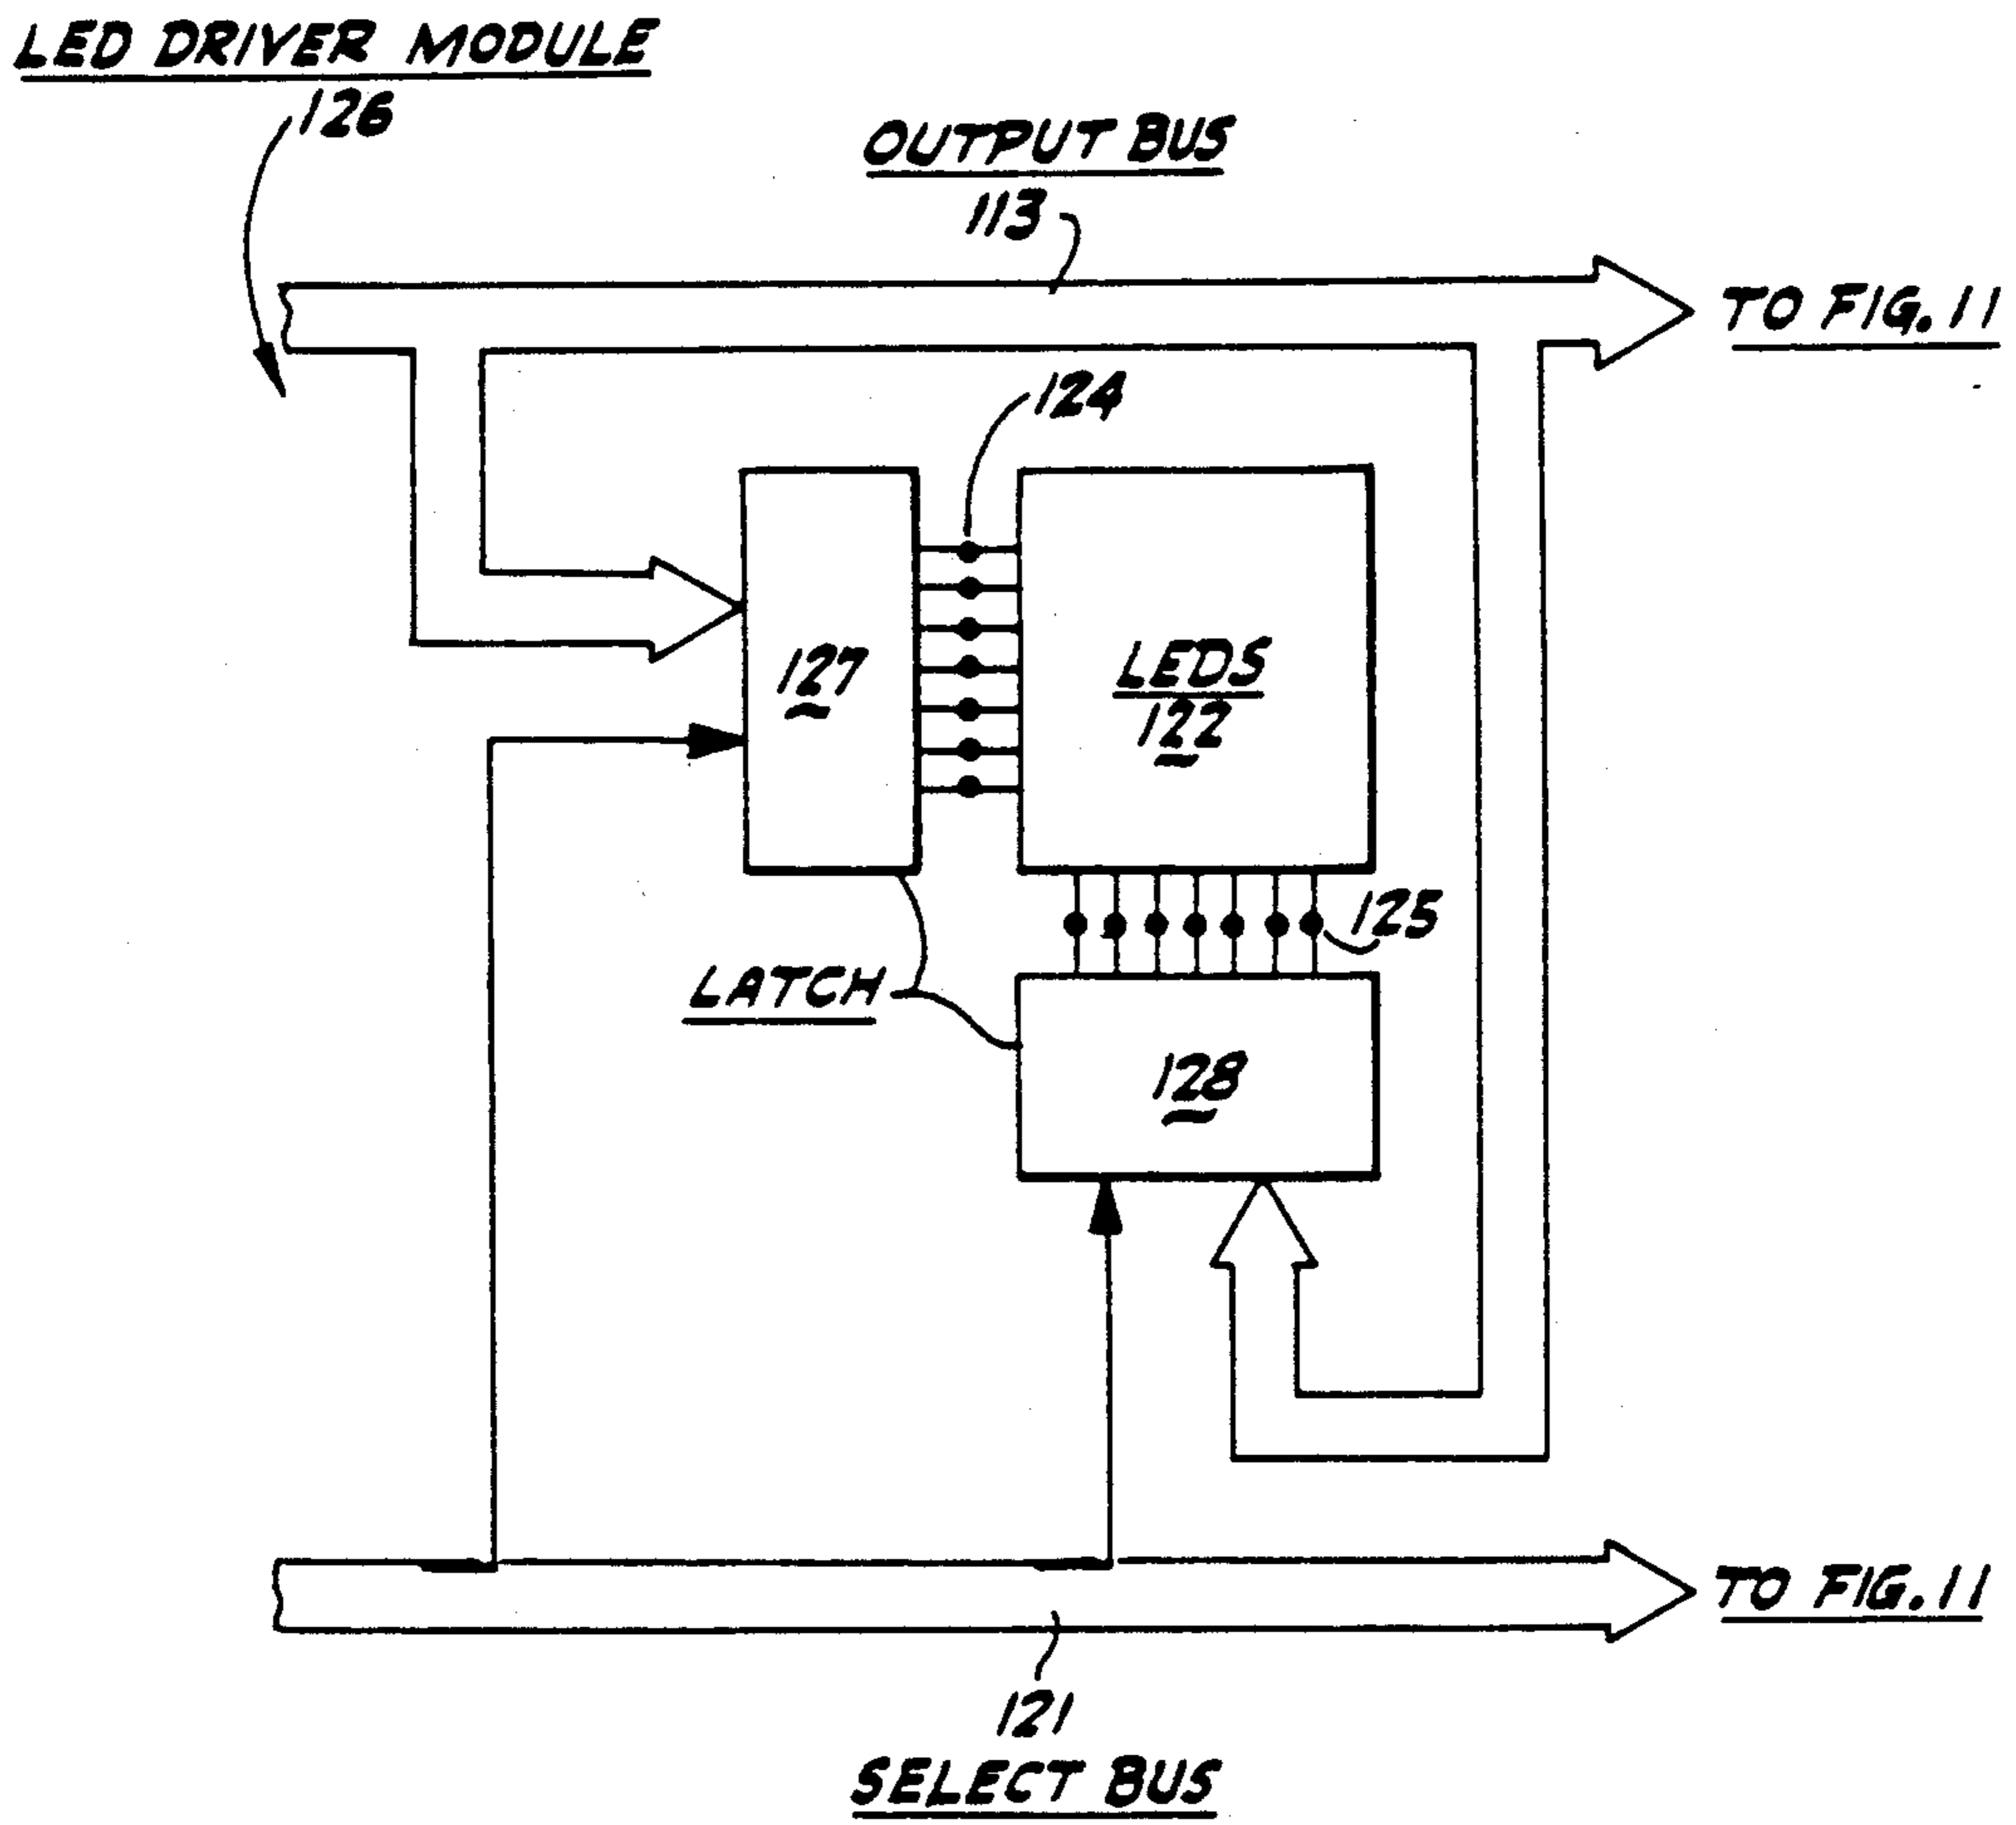 LED DRIVER MODULE
126
OUTPUT BUS
113
TO FIG. 11
124
127
LEDS
122
125
LATCH
128
TO FIG. 11
121
SELECT BUS